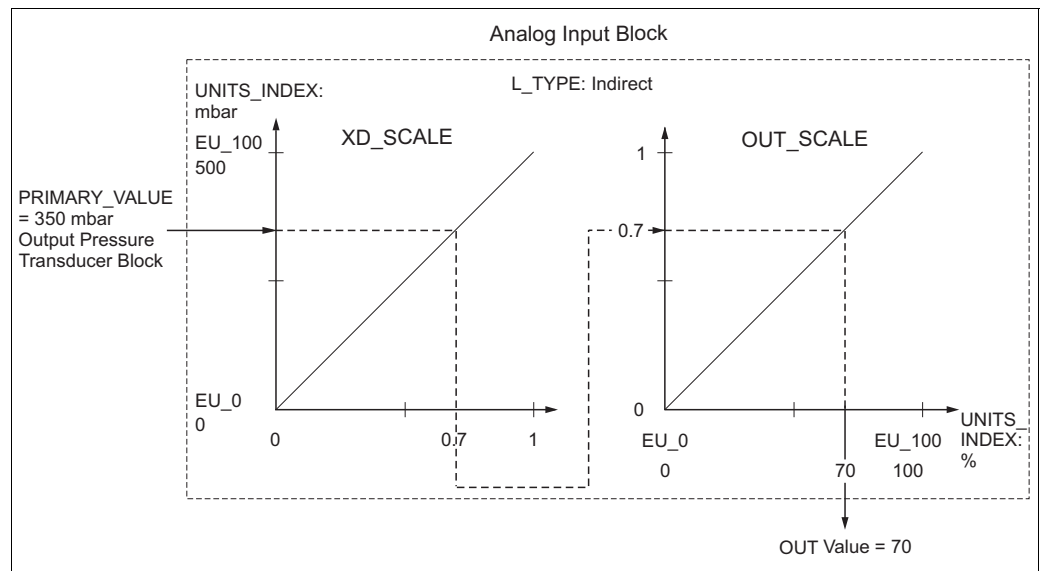 Analog Input Block
L_TYPE: Indirect
UNITS_INDEX:
mbar
EU_100
500
XD_SCALE
PRIMARY_VALUE
= 350 mbar
Output Pressure
Transducer Block
EU_0
0
0
0.7
1
OUT_SCALE
1
0.7
0
EU_0
0
70
EU_100
100
UNITS_
INDEX:
%
OUT Value = 70